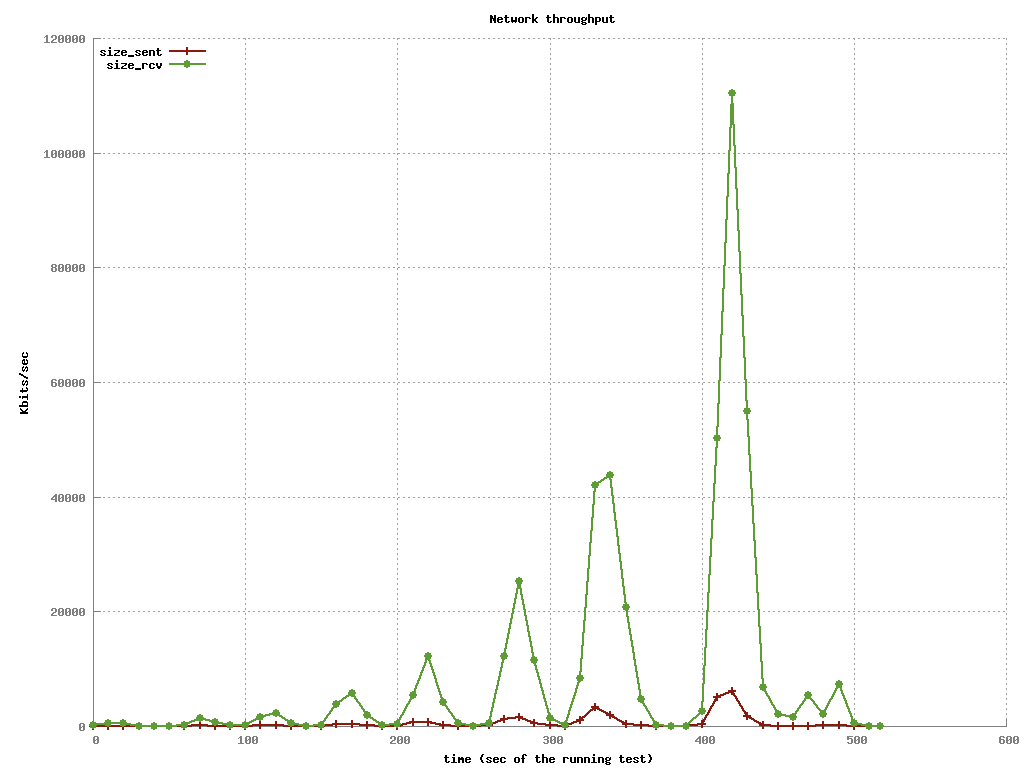 Network throughput
120000
size_sent
size_rcv
100000
80000
60000
Kbits/sec
40000
20000
0
0 100 200 300 400 500 600
time (sec of the running test)